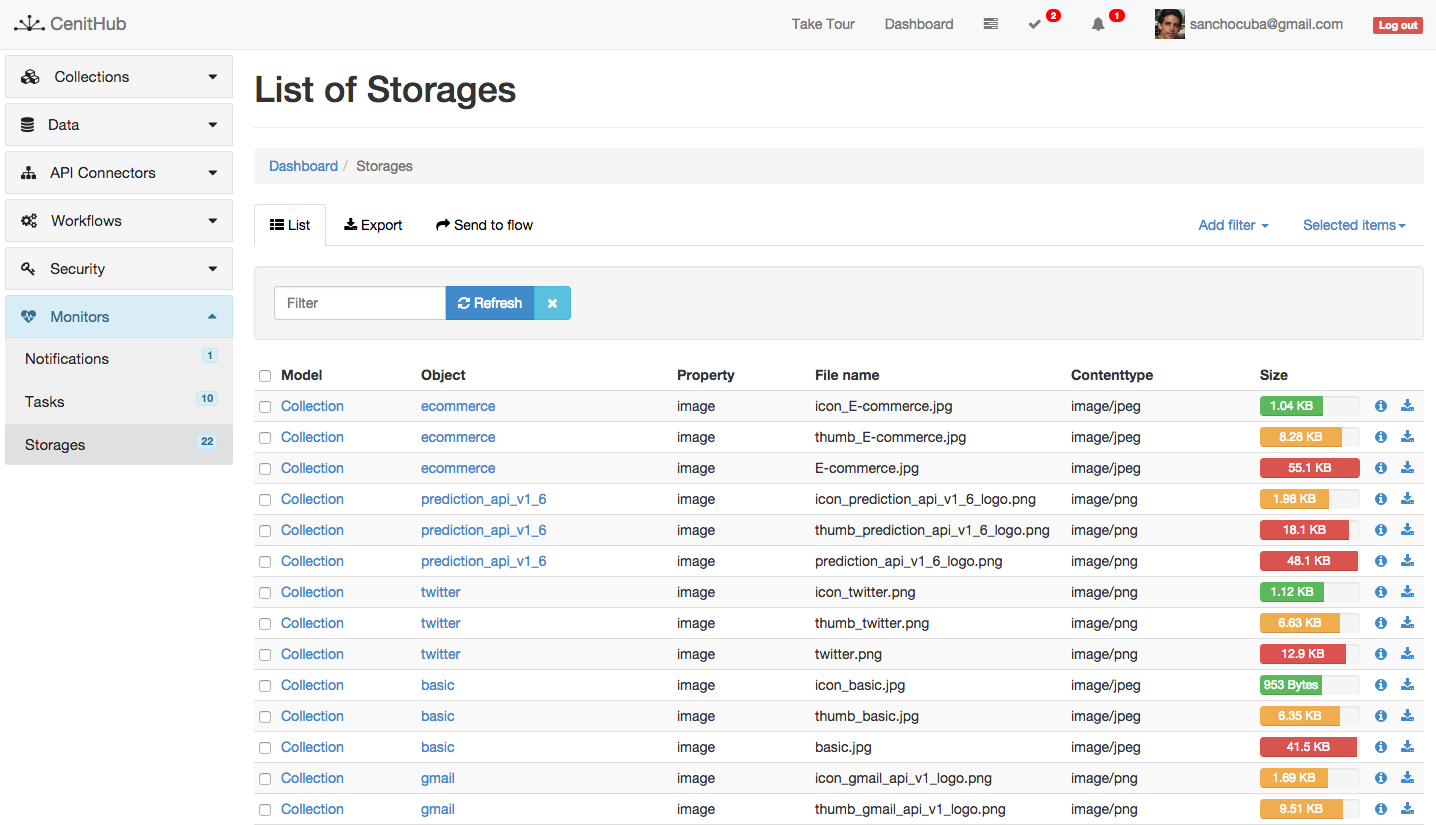 CenitHub Take Tour Dashboard 2 1 sanchocuba@gmail.com Log out
Collections
Data
API Connectors
Workflows
Security
Monitors
Notifications 1
Tasks 10
Storages 22
List of Storages
Dashboard / Storages
List Export Send to flow Add filter Selected items
Filter Refresh
Model Object Property File name Contenttype Size
Collection ecommerce image icon_E-commerce.jpg image/jpeg 1.04 KB
Collection ecommerce image thumb_E-commerce.jpg image/jpeg 8.28 KB
Collection ecommerce image E-commerce.jpg image/jpeg 55.1 KB
Collection prediction_api_v1_6 image icon_prediction_api_v1_6_logo.png image/png 1.98 KB
Collection prediction_api_v1_6 image thumb_prediction_api_v1_6_logo.png image/png 18.1 KB
Collection prediction_api_v1_6 image prediction_api_v1_6_logo.png image/png 48.1 KB
Collection twitter image icon_twitter.png image/png 1.12 KB
Collection twitter image thumb_twitter.png image/png 6.63 KB
Collection twitter image twitter.png image/png 12.9 KB
Collection basic image icon_basic.jpg image/jpeg 953 Bytes
Collection basic image thumb_basic.jpg image/jpeg 6.35 KB
Collection basic image basic.jpg image/jpeg 41.5 KB
Collection gmail image icon_gmail_api_v1_logo.png image/png 1.69 KB
Collection gmail image thumb_gmail_api_v1_logo.png image/png 9.51 KB